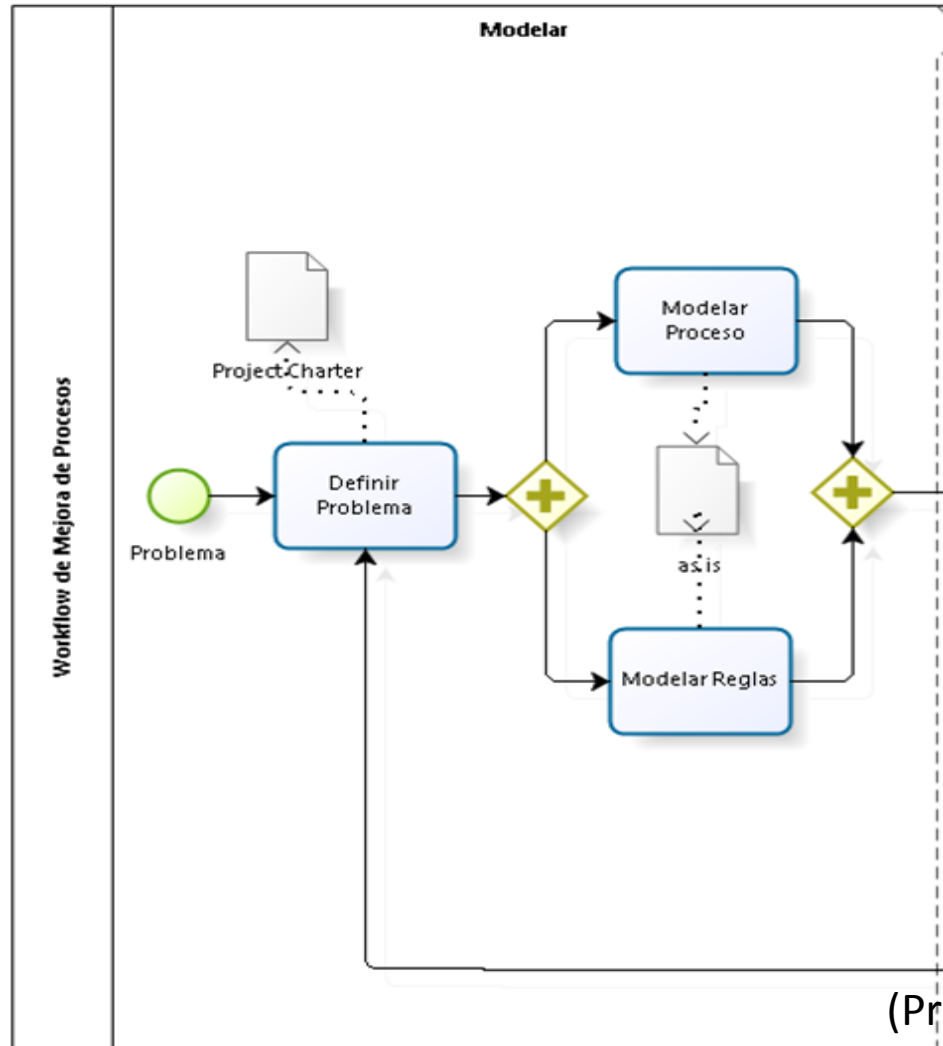 Modelar
Workflow de Mejora de Procesos
Project Charter
Problema
Definir
Problema
Modelar
Proceso
as is
Modelar Reglas
(Pr